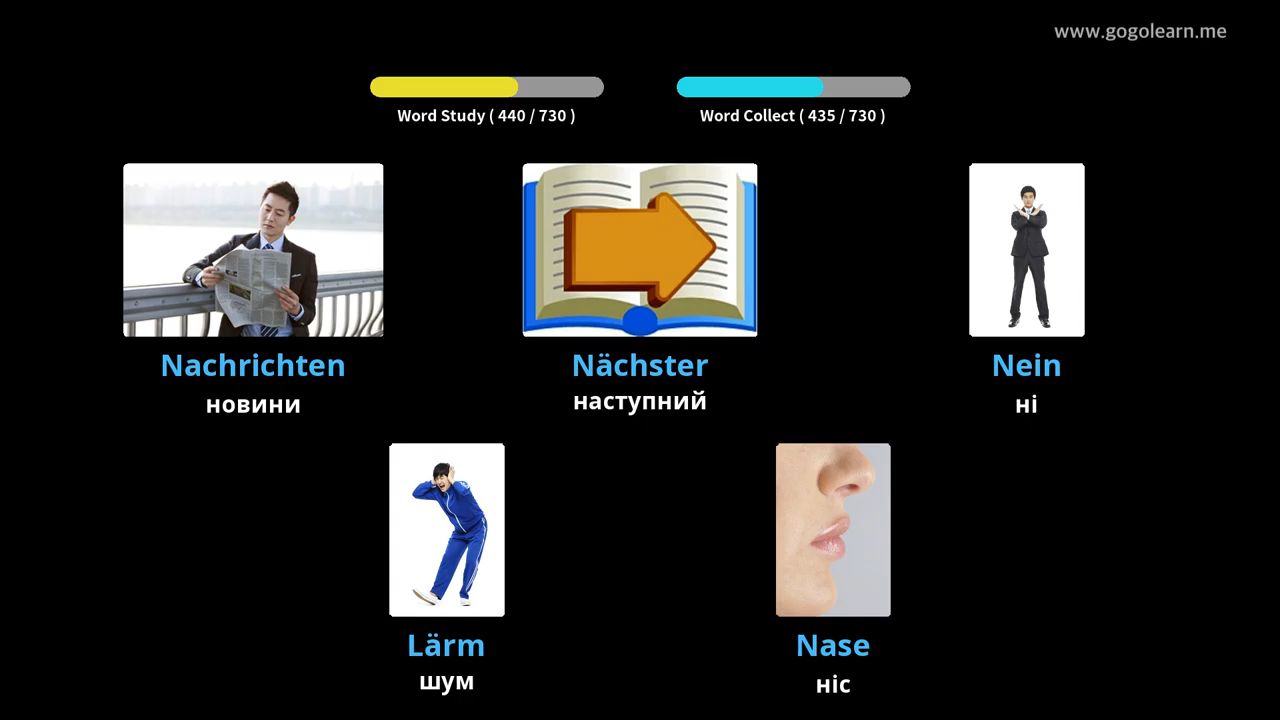 www.gogolearn.me
Word Study ( 440 / 730 )
Word Collect ( 435 / 730 )
Nachrichten
новини
Nächster
наступний
Nein
ні
Lärm
шум
Nase
ніс